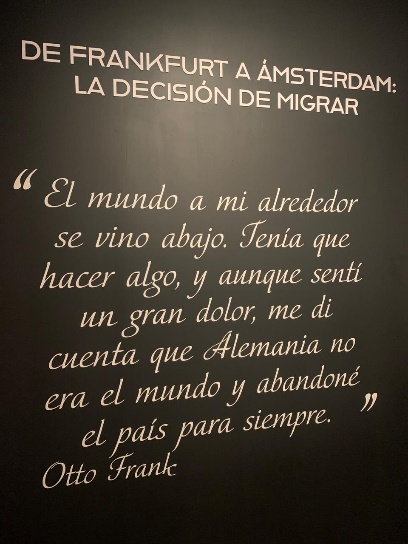 DE FRANKFURT A ÁMSTERDAM:
LA DECISIÓN DE MIGRAR
“ El mundo a mi alrededor
se vino abajo. Tenía que
hacer algo, y aunque sentí
un gran dolor, me di
cuenta que Alemania no
era el mundo y abandoné
el país para siempre. ”
Otto Frank